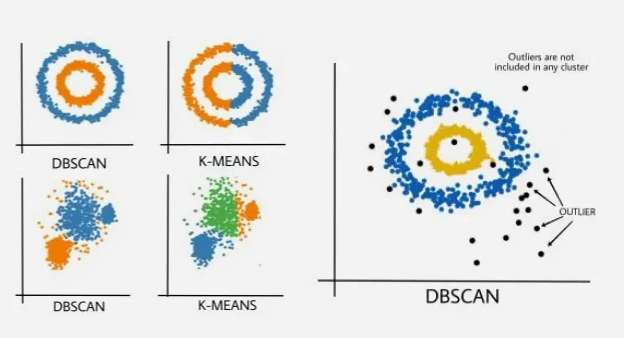 DBSCAN
K-MEANS
DBSCAN
K-MEANS
Outliers are not
included in any cluster
OUTLIER
DBSCAN